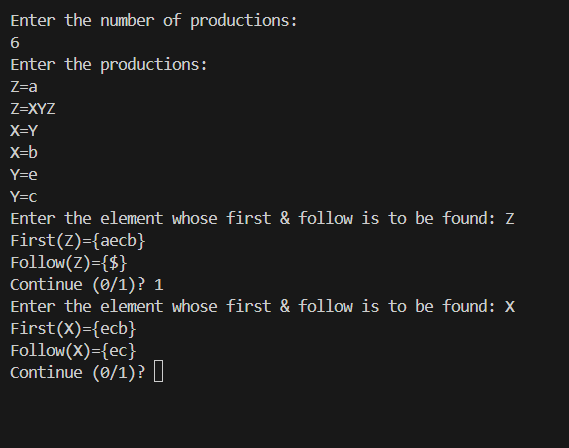 Enter the number of productions:
6
Enter the productions:
Z=a
Z=XYZ
X=Y
X=b
Y=e
Y=c
Enter the element whose first & follow is to be found: Z
First(Z)={aecb}
Follow(Z)={$}
Continue (0/1)? 1
Enter the element whose first & follow is to be found: X
First(X)={ecb}
Follow(X)={ec}
Continue (0/1)?